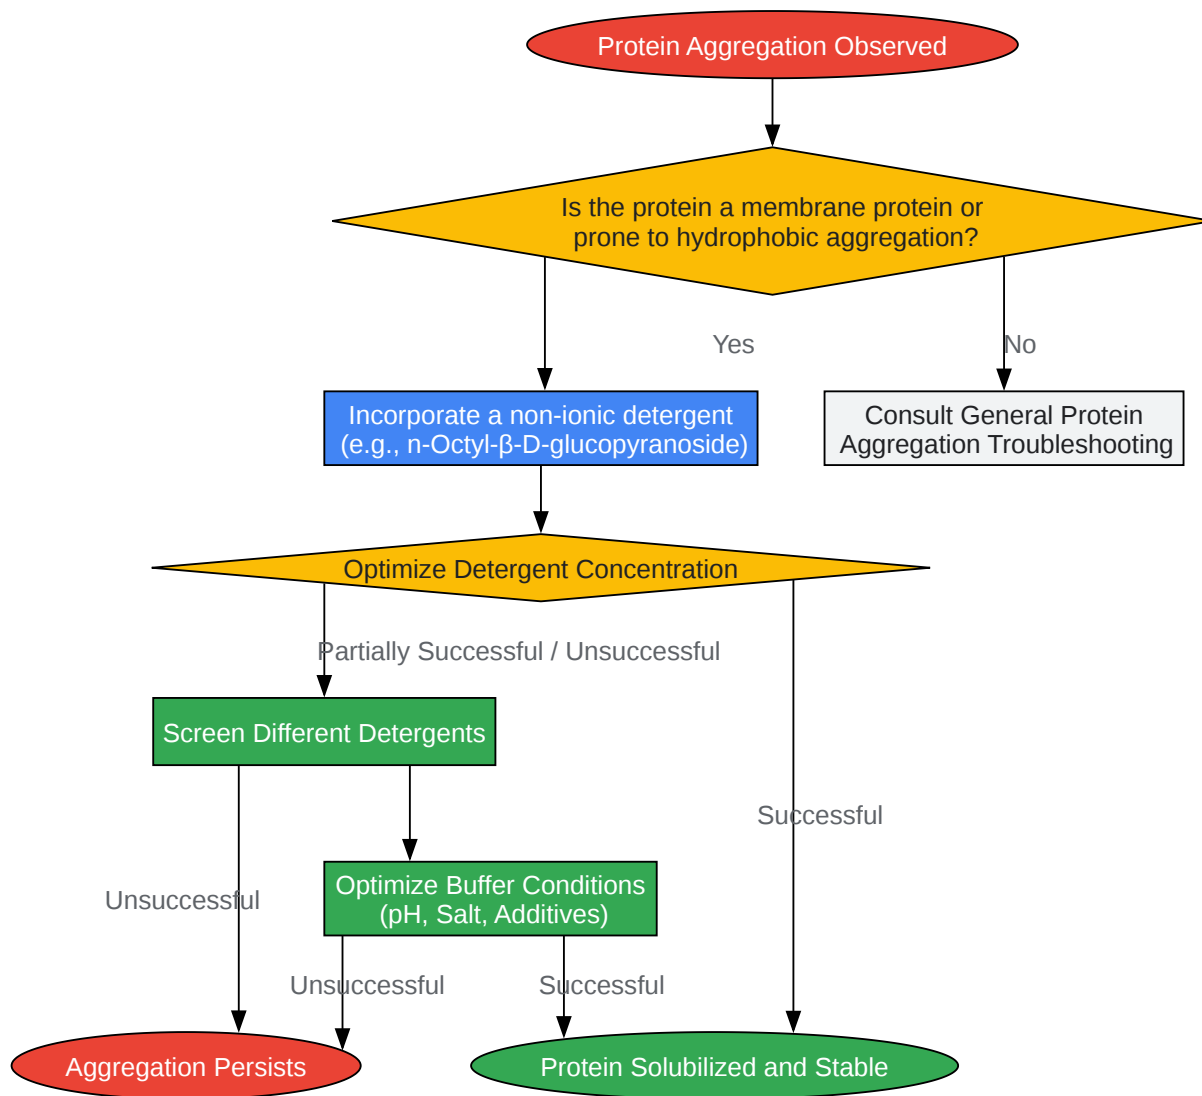 Protein Aggregation Observed
Is the protein a membrane protein or
prone to hydrophobic aggregation?
Yes
No
Incorporate a non-ionic detergent
(e.g., n-Octyl-β-D-glucopyranoside)
Consult General Protein
Aggregation Troubleshooting
Optimize Detergent Concentration
Partially Successful / Unsuccessful
Screen Different Detergents
Successful
Optimize Buffer Conditions
(pH, Salt, Additives)
Unsuccessful
Unsuccessful
Successful
Aggregation Persists
Protein Solubilized and Stable